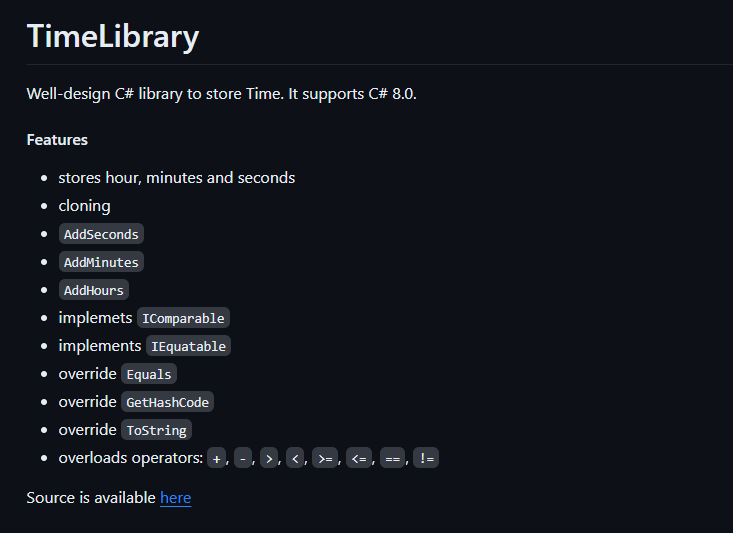 TimeLibrary
Well-design C# library to store Time. It supports C# 8.0.
Features
stores hour, minutes and seconds
cloning
AddSeconds
AddMinutes
AddHours
implemets IComparable
implements IEquatable
override Equals
override GetHashCode
override ToString
overloads operators: +, -, >, <, >=, <=, ==, !=
Source is available here